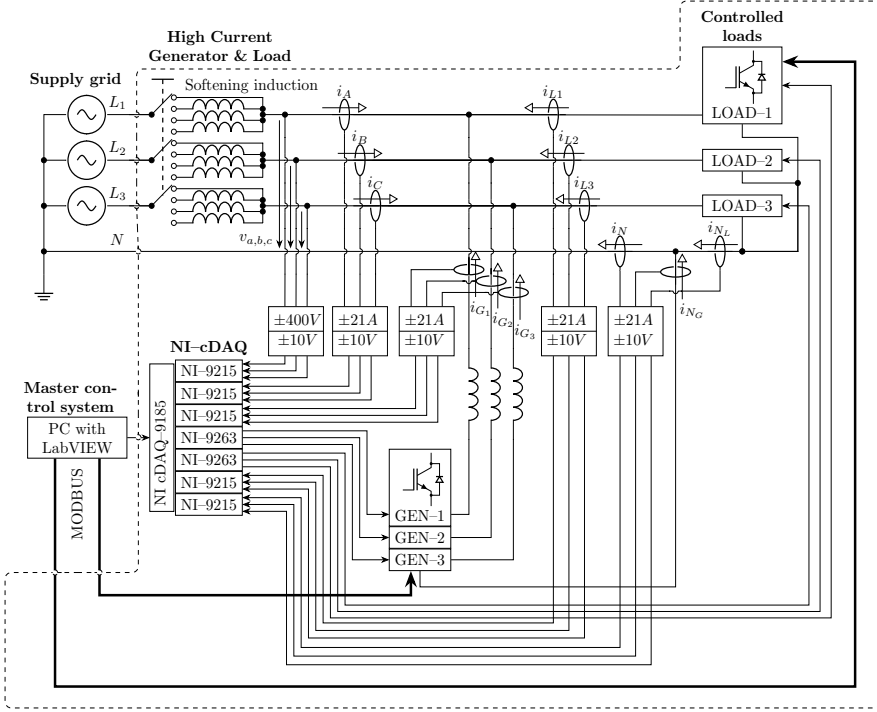 Controlled
loads
High Current
Generator & Load
Supply grid
Softening induction
L1
L2
L3
N
iA
iB
iC
iL1
iL2
iL3
iN
iNL
LOAD–1
LOAD–2
LOAD–3
va,b,c
iG1
iG2
iG3
iNG
±400V
±10V
±21A
±10V
±21A
±10V
±21A
±10V
±21A
±10V
NI–cDAQ
NI cDAQ–9185
NI–9215
NI–9215
NI–9215
NI–9263
NI–9263
NI–9215
NI–9215
Master con-
trol system
PC with
LabVIEW
MODBUS
GEN–1
GEN–2
GEN–3